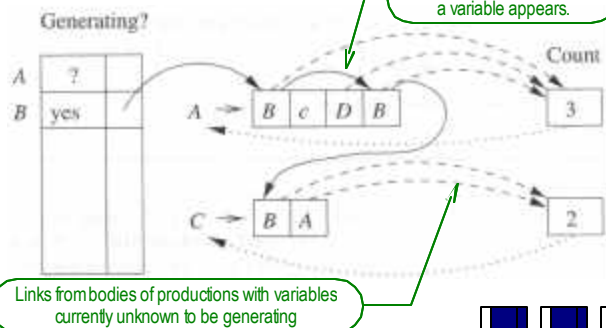 a variable appears.
Generating?
Count
A ?
B yes
A → B c D B
3
C → B A
2
Links from bodies of productions with variables
currently unknown to be generating